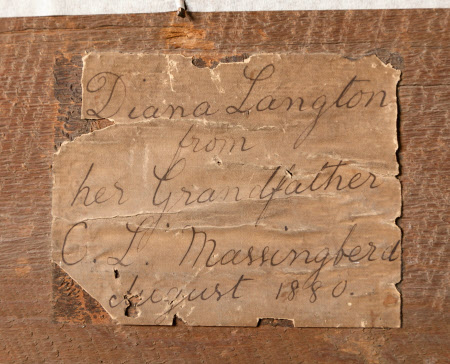 Diana Langton
from
her Grandfather
C. L. Massingberd
August 1880.